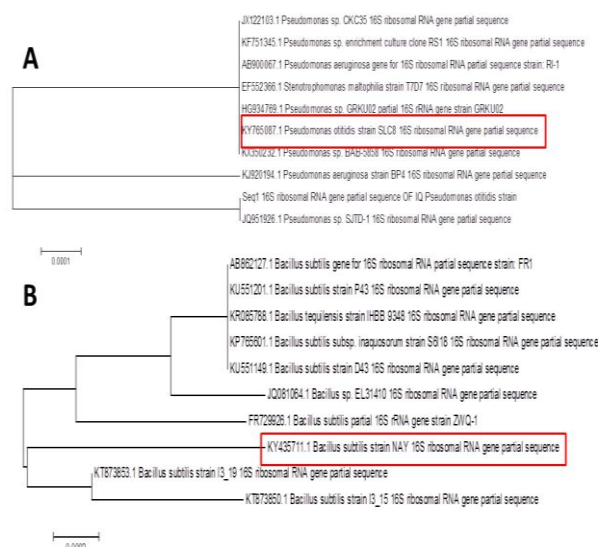 A
JX122103.1 Pseudomonas sp. CKC35 16S ribosomal RNA gene partial sequence
KF751345.1 Pseudomonas sp. enrichment culture clone RS1 16S ribosomal RNA gene partial sequence
AB900067.1 Pseudomonas aeruginosa gene for 16S ribosomal RNA partial sequence strain: RI-1
EF552366.1 Stenotrophomonas maltophilia strain T7D7 16S ribosomal RNA gene partial sequence
HG934769.1 Pseudomonas sp. GRKU02 partial 16S rRNA gene strain GRKU02
KY765087.1 Pseudomonas otitidis strain SLC8 16S ribosomal RNA gene partial sequence
KX350232.1 Pseudomonas sp. BAB-5858 16S ribosomal RNA gene partial sequence
KJ920194.1 Pseudomonas aeruginosa strain BP4 16S ribosomal RNA gene partial sequence
Seq1 16S ribosomal RNA gene partial sequence OF IQ Pseudomonas otitidis strain
JQ951926.1 Pseudomonas sp. SJTD-1 16S ribosomal RNA gene partial sequence
0.0001
B
AB862127.1 Bacillus subtilis gene for 16S ribosomal RNA partial sequence strain: FR1
KU551201.1 Bacillus subtilis strain P43 16S ribosomal RNA gene partial sequence
KR085788.1 Bacillus tequilensis strain IHBB 9348 16S ribosomal RNA gene partial sequence
KP765601.1 Bacillus subtilis subsp. inaquosorum strain S6I18 16S ribosomal RNA gene partial sequence
KU551149.1 Bacillus subtilis strain D43 16S ribosomal RNA gene partial sequence
JQ081064.1 Bacillus sp. EL31410 16S ribosomal RNA gene partial sequence
FR729926.1 Bacillus subtilis partial 16S rRNA gene strain ZWQ-1
KY435711.1 Bacillus subtilis strain NAY 16S ribosomal RNA gene partial sequence
KT873853.1 Bacillus subtilis strain I3_19 16S ribosomal RNA gene partial sequence
KT873850.1 Bacillus subtilis strain I3_15 16S ribosomal RNA gene partial sequence